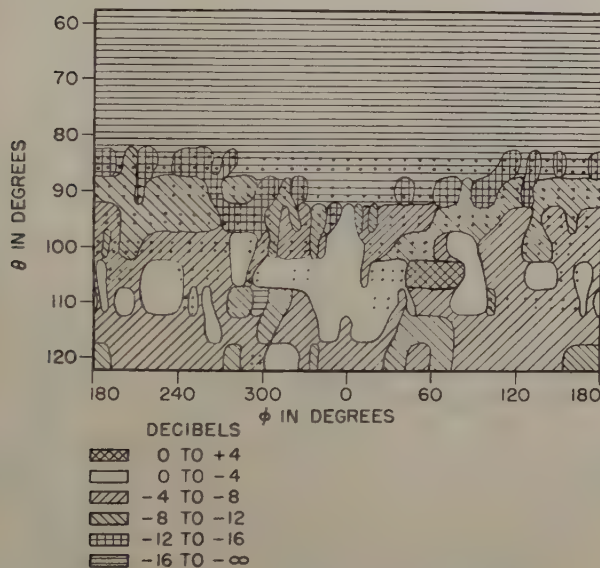 60
70
80
90
100
110
120
θ IN DEGREES
180 240 300 0 60 120 180
ϕ IN DEGREES
DECIBELS
0 TO +4
0 TO -4
-4 TO -8
-8 TO -12
-12 TO -16
-16 TO -∞